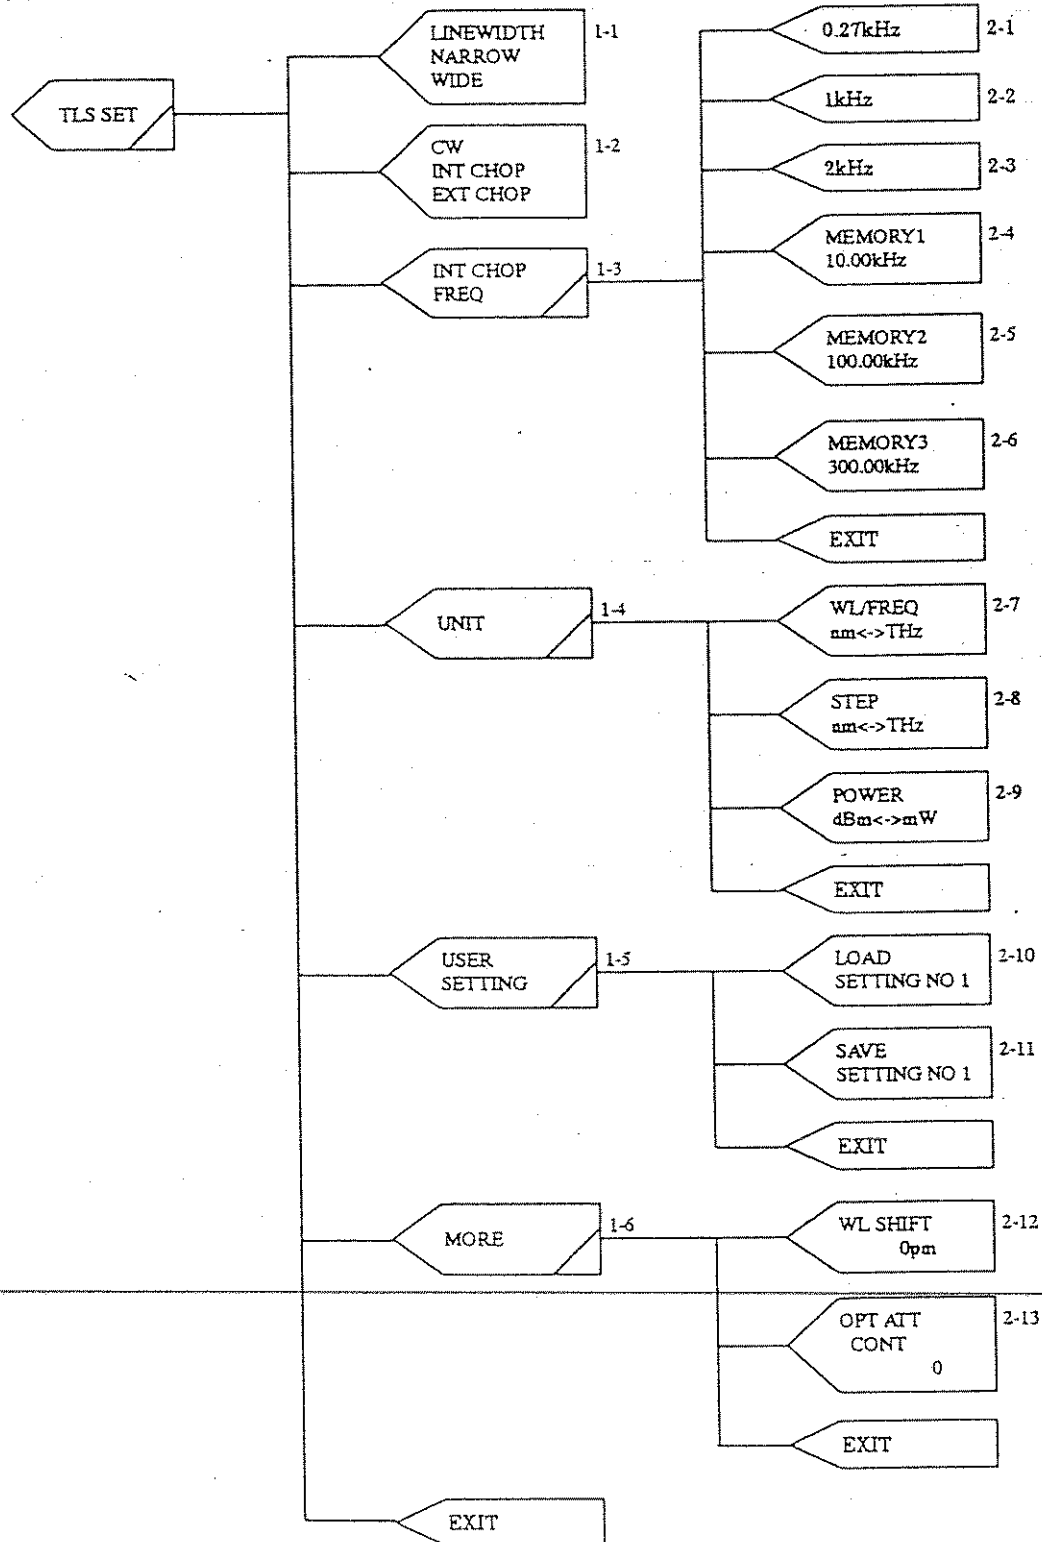 TLS SET
LINEWIDTH
NARROW
WIDE
1-1
CW
INT CHOP
EXT CHOP
1-2
INT CHOP
FREQ
1-3
0.27kHz
2-1
1kHz
2-2
2kHz
2-3
MEMORY1
10.00kHz
2-4
MEMORY2
100.00kHz
2-5
MEMORY3
300.00kHz
2-6
EXIT
UNIT
1-4
WL/FREQ
nm<->THz
2-7
STEP
nm<->THz
2-8
POWER
dBm<->mW
2-9
EXIT
USER
SETTING
1-5
LOAD
SETTING NO 1
2-10
SAVE
SETTING NO 1
2-11
EXIT
MORE
1-6
WL SHIFT
0pm
2-12
OPT ATT
CONT
0
2-13
EXIT
EXIT